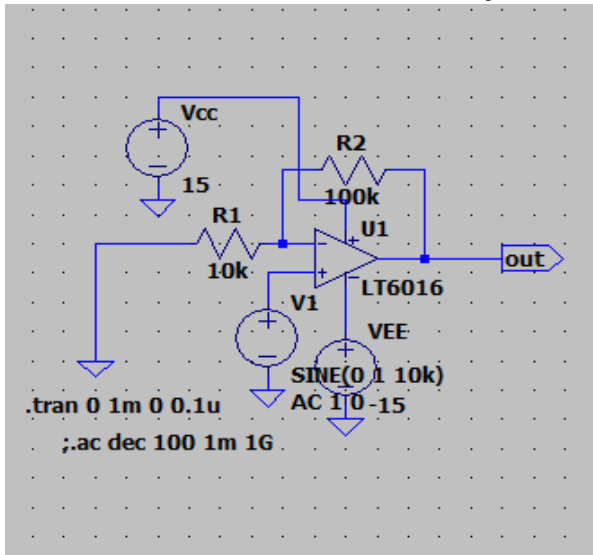 Vcc
+
−
15
R2
100k
R1
10k
U1
+
−
+
−
out
LT6016
V1
+
−
VEE
+
−
SINE(0 1 10k)
AC 1 0
-15
.tran 0 1m 0 0.1u
;.ac dec 100 1m 1G